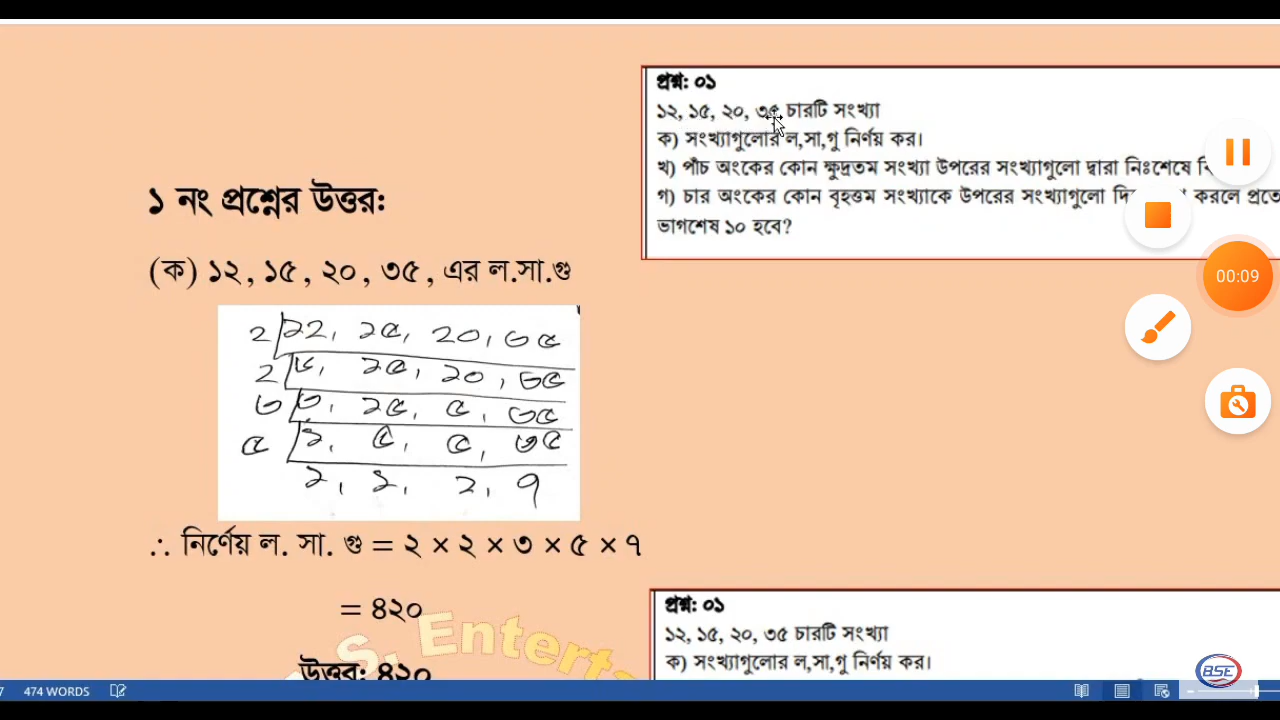 প্রশ্ন: ০১
১২, ১৫, ২০, ৩৫ চারটি সংখ্যা
ক) সংখ্যাগুলোর ল,সা,গু নির্ণয় কর।
খ) পাঁচ অংকের কোন ক্ষুদ্রতম সংখ্যা উপরের সংখ্যাগুলো দ্বারা নিঃশেষে
গ) চার অংকের কোন বৃহত্তম সংখ্যাকে উপরের সংখ্যাগুলো করলে
ভাগশেষ ১০ হবে?
00:09
১ নং প্রশ্নের উত্তর:
(ক) ১২, ১৫, ২০, ৩৫, এর ল.সা.গু
২ ১২, ১৫, ২০, ৩৫
২ ৬, ১৫, ১০, ৩৫
৩ ৩, ১৫, ৫, ৩৫
৫ ১, ৫, ৫, ৩৫
১, ১, ১, ৭
∴ নির্ণেয় ল. সা. গু = ২ × ২ × ৩ × ৫ × ৭
= ৪২০
উত্তর: ৪২০
S. Enterta
প্রশ্ন: ০১
১২, ১৫, ২০, ৩৫ চারটি সংখ্যা
ক) সংখ্যাগুলোর ল,সা,গু নির্ণয় কর।
BSE
7 474 WORDS